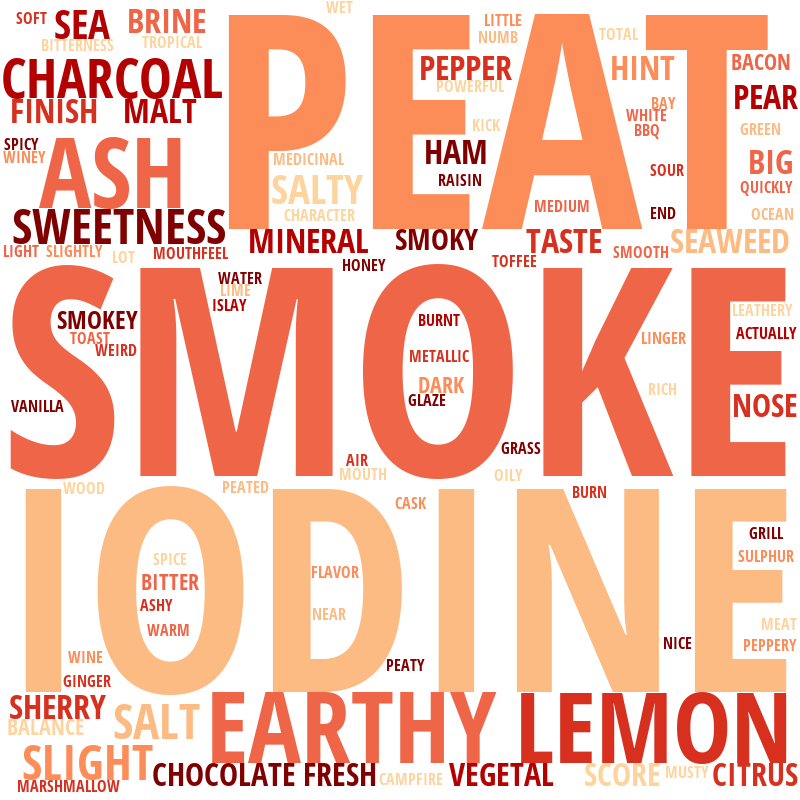 WET
SOFT
SEA
BRINE
LITTLE
PEAT
BITTERNESS
TROPICAL
NUMB
TOTAL
CHARCOAL
PEPPER
HINT
BACON
POWERFUL
FINISH
MALT
BAY
PEAR
WHITE
KICK
BBQ
GREEN
SPICY
WINEY
ASH
MEDICINAL
HAM
BIG
SOUR
RAISIN
QUICKLY
SALTY
MEDIUM
CHARACTER
END
OCEAN
SWEETNESS
MINERAL
SMOKY
TASTE
SEAWEED
LIGHT
SLIGHTLY
LOT
MOUTHFEEL
SMOOTH
HONEY
TOFFEE
SMOKE
WATER
LIME
ISLAY
LEATHERY
SMOKEY
BURNT
ACTUALLY
TOAST
LINGER
WEIRD
METALLIC
DARK
RICH
VANILLA
GLAZE
NOSE
GRASS
AIR
MOUTH
OILY
WOOD
PEATED
BURN
CASK
IODINE
GRILL
SULPHUR
SPICE
FLAVOR
BITTER
ASHY
NEAR
MEAT
WARM
NICE
PEPPERY
WINE
PEATY
GINGER
SHERRY
BALANCE
SALT
EARTHY
LEMON
SLIGHT
MARSHMALLOW
CHOCOLATE
FRESH
CAMPFIRE
VEGETAL
SCORE
MUSTY
CITRUS